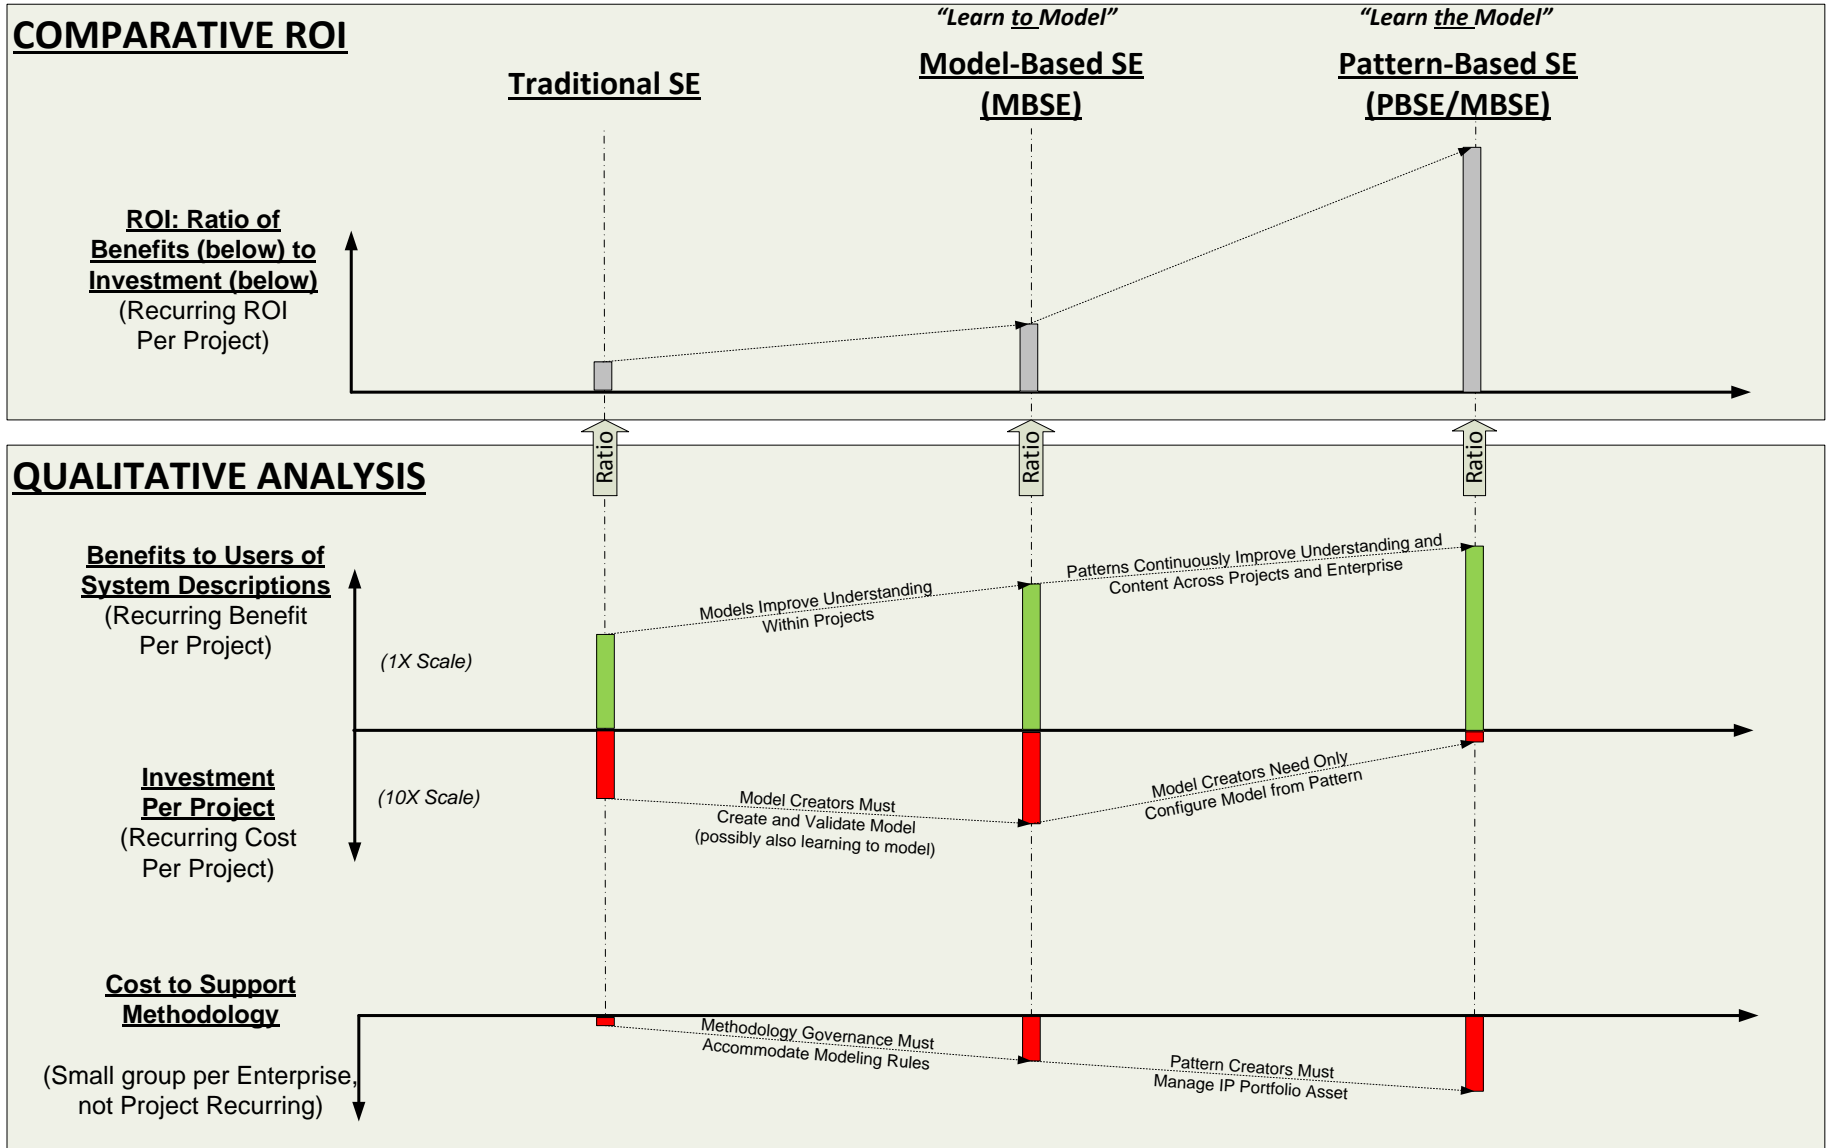 COMPARATIVE ROI
“Learn to Model”
“Learn the Model”
Traditional SE
Model-Based SE
(MBSE)
Pattern-Based SE
(PBSE/MBSE)
ROI: Ratio of
Benefits (below) to
Investment (below)
(Recurring ROI
Per Project)
Ratio
Ratio
Ratio
QUALITATIVE ANALYSIS
Benefits to Users of
System Descriptions
(Recurring Benefit
Per Project)
(1X Scale)
Models Improve Understanding
Within Projects
Patterns Continuously Improve Understanding and
Content Across Projects and Enterprise
Investment
Per Project
(Recurring Cost
Per Project)
(10X Scale)
Model Creators Must
Create and Validate Model
(possibly also learning to model)
Model Creators Need Only
Configure Model from Pattern
Cost to Support
Methodology
(Small group per Enterprise,
not Project Recurring)
Methodology Governance Must
Accommodate Modeling Rules
Pattern Creators Must
Manage IP Portfolio Asset